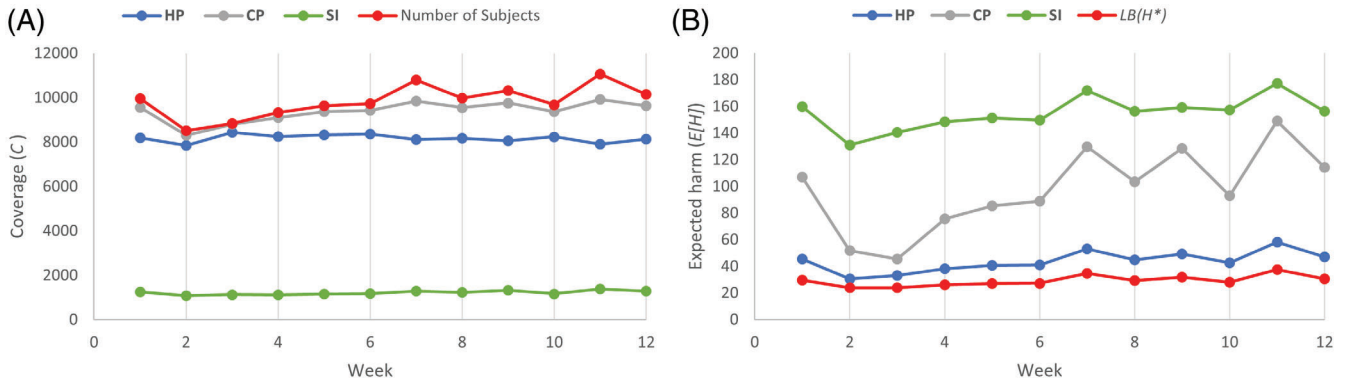 (A)
HP CP SI Number of Subjects
Coverage (C)
12000
10000
8000
6000
4000
2000
0
0 2 4 6 8 10 12
Week
(B)
HP CP SI LB(H*)
Expected harm (E[H])
200
180
160
140
120
100
80
60
40
20
0
0 2 4 6 8 10 12
Week